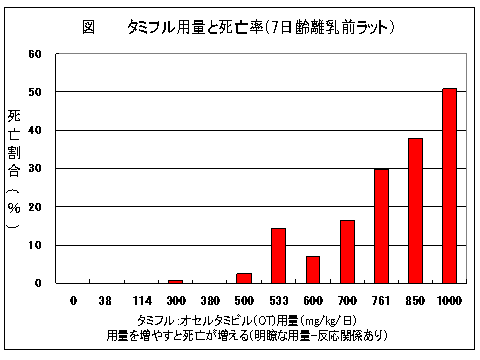 図　タミフル用量と死亡率(7日齢離乳前ラット)
死亡割合(%)
60
50
40
30
20
10
0
0 38 114 300 380 500 533 600 700 761 850 1000
タミフル:オセルタミビル(OT)用量(mg/kg/日)
用量を増やすと死亡が増える(明瞭な用量-反応関係あり)